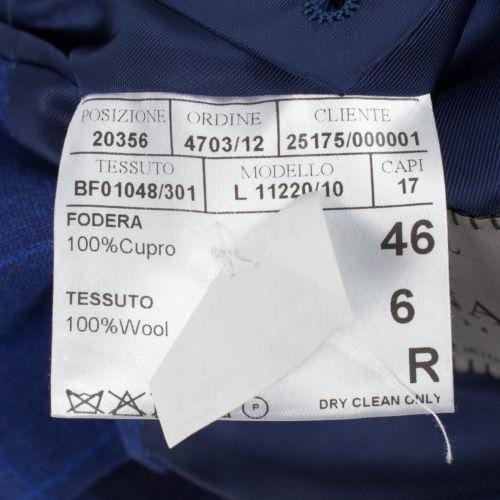 POSIZIONE ORDINE CLIENTE
20356 4703/12 25175/000001
TESSUTO MODELLO CAPI
BF01048/301 L 11220/10 17
FODERA
100%Cupro
46
TESSUTO
100%Wool
6
R
P
DRY CLEAN ONLY